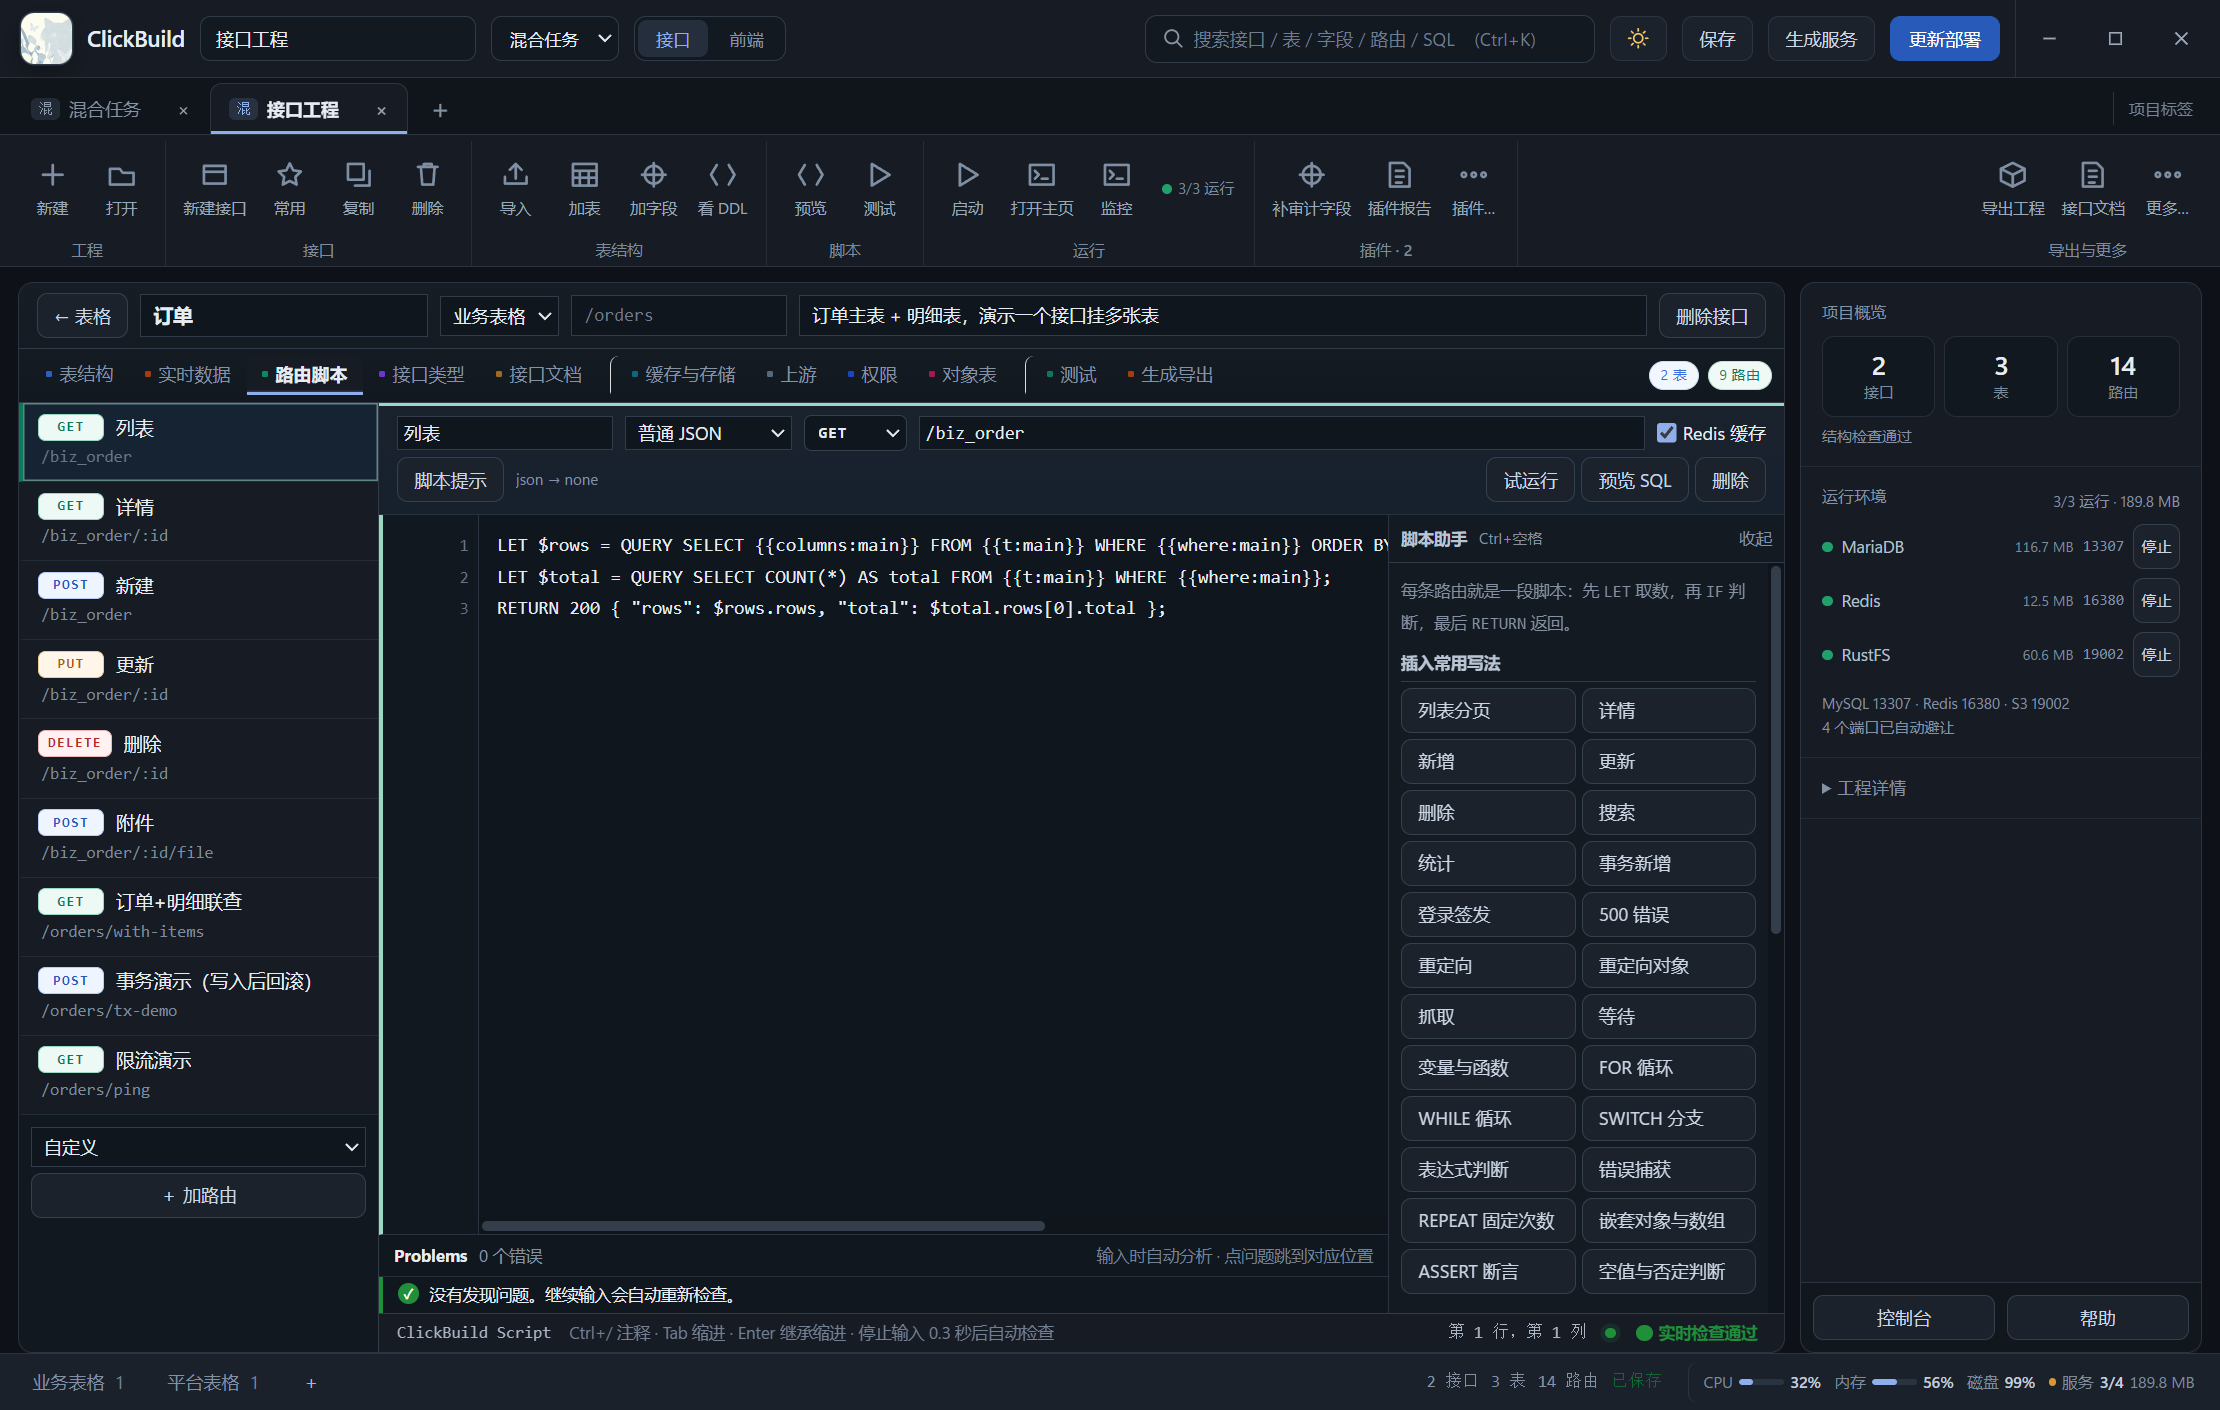 ClickBuild 接口工程 混合任务 接口 前端 搜索接口 / 表 / 字段 / 路由 / SQL (Ctrl+K) 保存 生成服务 更新部署
混 混合任务 × 混 接口工程 × + 项目标签
新建 打开 新建接口 常用 复制 删除 导入 加表 加字段 看 DDL 预览 测试 启动 打开主页 监控 3/3 运行 补审计字段 插件报告 插件... 导出工程 接口文档 更多...
工程 接口 表结构 脚本 运行 插件 · 2 导出与更多
← 表格 订单 业务表格 /orders 订单主表 + 明细表，演示一个接口挂多张表 删除接口
表结构 实时数据 路由脚本 接口类型 接口文档 缓存与存储 上游 权限 对象表 测试 生成导出 2 表 9 路由
GET 列表
/biz_order
GET 详情
/biz_order/:id
POST 新建
/biz_order
PUT 更新
/biz_order/:id
DELETE 删除
/biz_order/:id
POST 附件
/biz_order/:id/file
GET 订单+明细联查
/orders/with-items
POST 事务演示（写入后回滚）
/orders/tx-demo
GET 限流演示
/orders/ping
自定义
+ 加路由
列表 普通 JSON GET /biz_order Redis 缓存
脚本提示 json → none 试运行 预览 SQL 删除
1 LET $rows = QUERY SELECT {{columns:main}} FROM {{t:main}} WHERE {{where:main}} ORDER BY
2 LET $total = QUERY SELECT COUNT(*) AS total FROM {{t:main}} WHERE {{where:main}};
3 RETURN 200 { "rows": $rows.rows, "total": $total.rows[0].total };
Problems 0 个错误 输入时自动分析 · 点问题跳到对应位置
没有发现问题。继续输入会自动重新检查。
ClickBuild Script Ctrl+/ 注释 · Tab 缩进 · Enter 继承缩进 · 停止输入 0.3 秒后自动检查 第 1 行，第 1 列 实时检查通过
脚本助手 Ctrl+空格 收起
每条路由就是一段脚本：先 LET 取数，再 IF 判
断，最后 RETURN 返回。
插入常用写法
列表分页 详情
新增 更新
删除 搜索
统计 事务新增
登录签发 500 错误
重定向 重定向对象
抓取 等待
变量与函数 FOR 循环
WHILE 循环 SWITCH 分支
表达式判断 错误捕获
REPEAT 固定次数 嵌套对象与数组
ASSERT 断言 空值与否定判断
项目概览
2 3 14
接口 表 路由
结构检查通过
运行环境 3/3 运行 · 189.8 MB
MariaDB 116.7 MB 13307 停止
Redis 12.5 MB 16380 停止
RustFS 60.6 MB 19002 停止
MySQL 13307 · Redis 16380 · S3 19002
4 个端口已自动避让
▶ 工程详情
控制台 帮助
业务表格 1 平台表格 1 + 2 接口 3 表 14 路由 已保存 CPU 32% 内存 56% 磁盘 99% 服务 3/4 189.8 MB